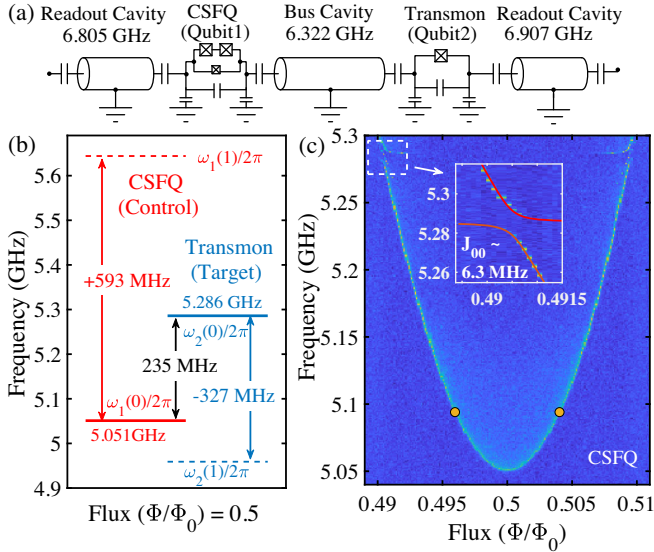 (a)
Readout Cavity
6.805 GHz
CSFQ
(Qubit1)
Bus Cavity
6.322 GHz
Transmon
(Qubit2)
Readout Cavity
6.907 GHz
(b)
Frequency (GHz)
5.6
5.5
5.4
5.3
5.2
5.1
5
4.9
ω₁(1)/2π
CSFQ
(Control)
+593 MHz
Transmon
(Target)
5.286 GHz
ω₂(0)/2π
235 MHz
-327 MHz
ω₁(0)/2π
5.051GHz
ω₂(1)/2π
Flux (Φ/Φ₀) = 0.5
(c)
Frequency (GHz)
5.3
5.25
5.2
5.15
5.1
5.05
5.3
5.28
5.26
J₀₀ ~
6.3 MHz
0.49
0.4915
CSFQ
0.49
0.495
0.5
0.505
0.51
Flux (Φ/Φ₀)